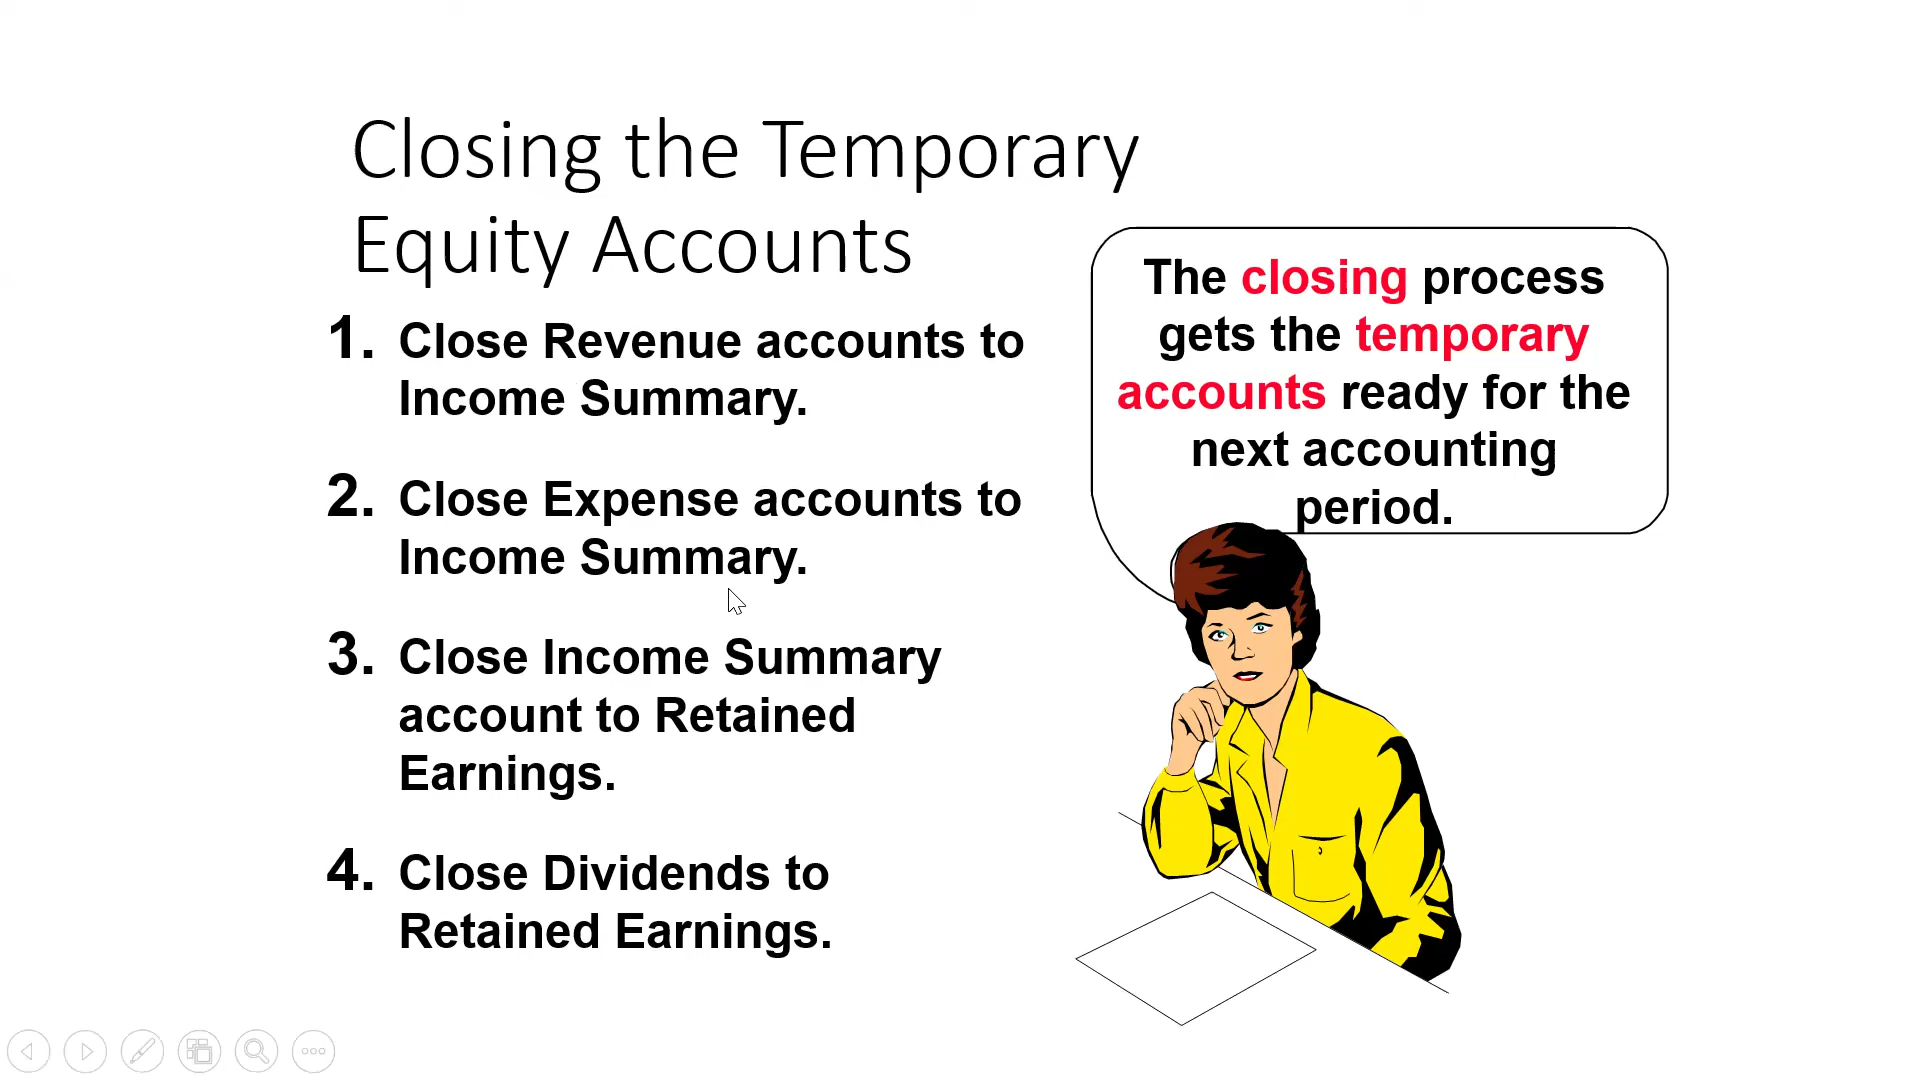 Closing the Temporary
Equity Accounts
1. Close Revenue accounts to
Income Summary.
2. Close Expense accounts to
Income Summary.
3. Close Income Summary
account to Retained
Earnings.
4. Close Dividends to
Retained Earnings.
The closing process
gets the temporary
accounts ready for the
next accounting
period.